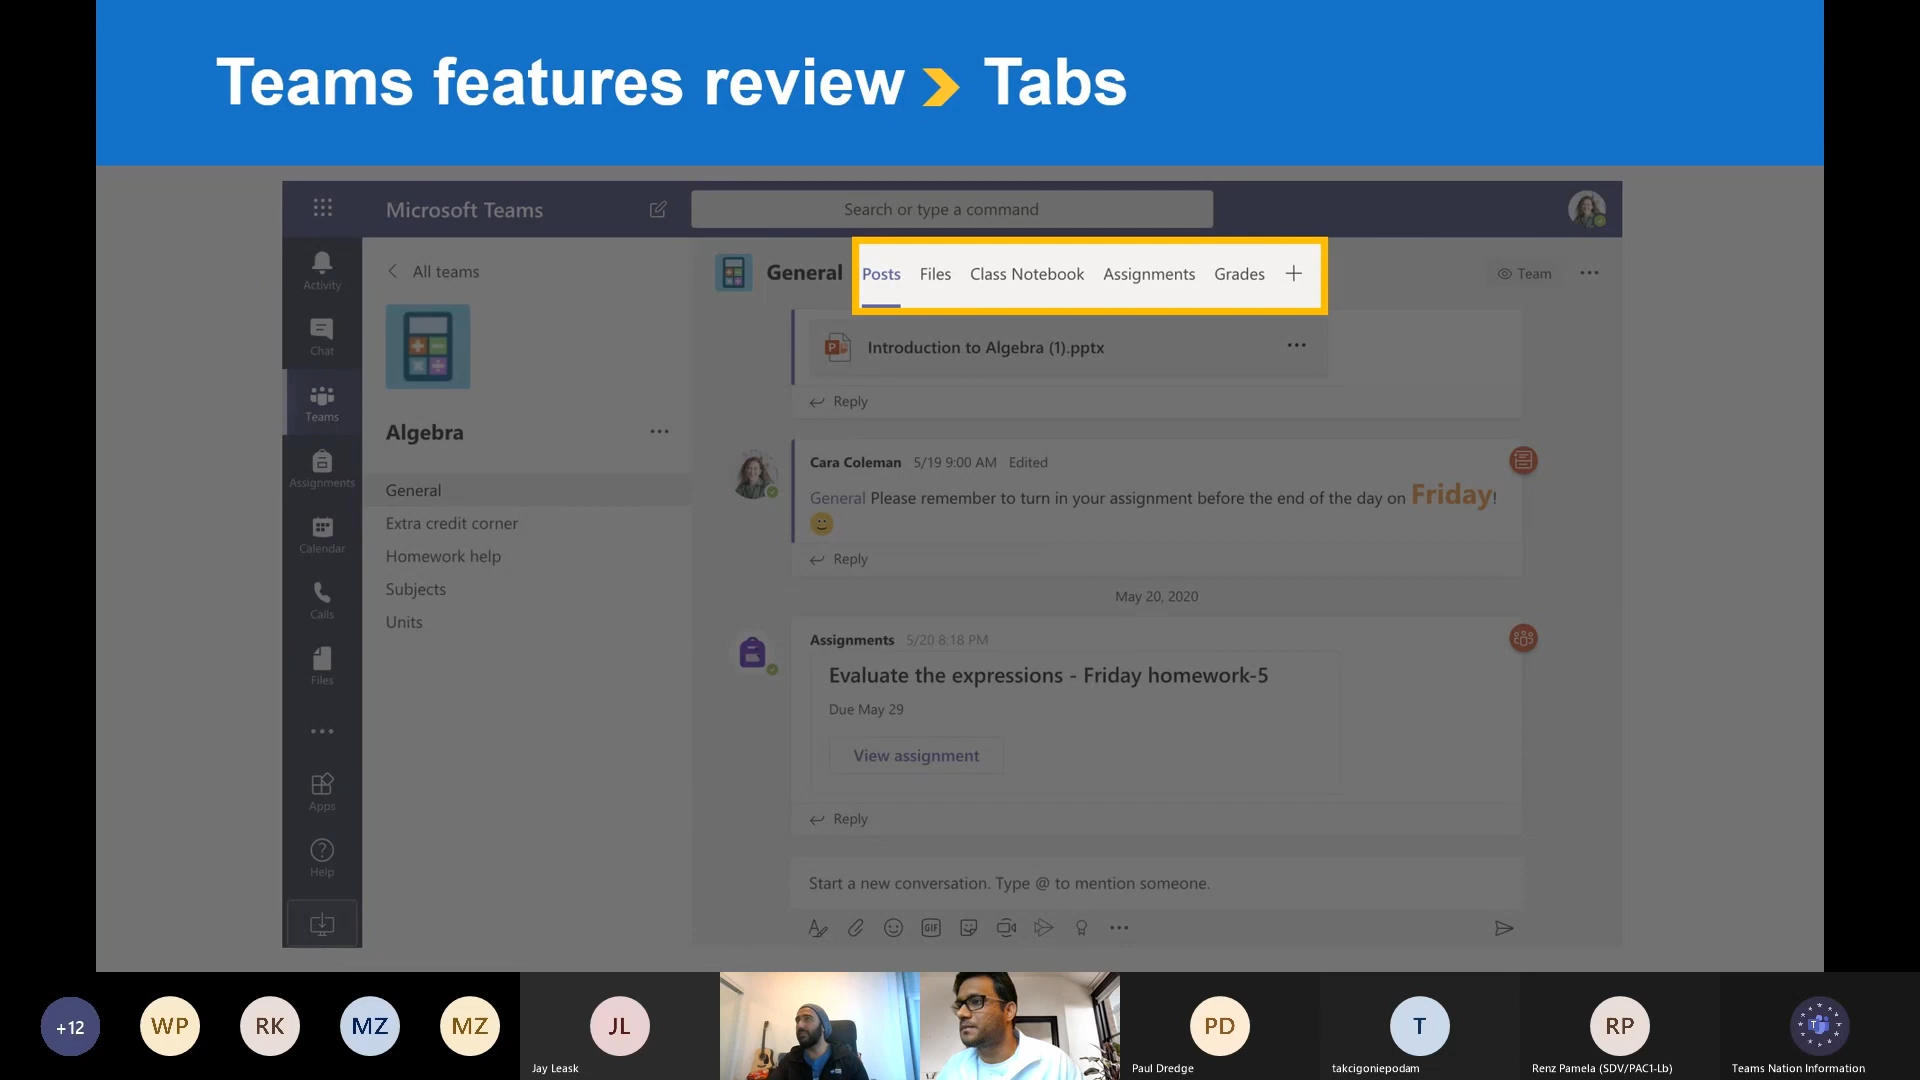 Teams features review Tabs
Microsoft Teams
Search or type a command
Activity
Chat
Teams
Assignments
Calendar
Calls
Files
Apps
Help
All teams
Algebra
General
Extra credit corner
Homework help
Subjects
Units
General Posts Files Class Notebook Assignments Grades
Team
Introduction to Algebra (1).pptx
Reply
Cara Coleman 5/19 9:00 AM Edited
General Please remember to turn in your assignment before the end of the day on Friday!
Reply
May 20, 2020
Assignments 5/20 8:18 PM
Evaluate the expressions - Friday homework-5
Due May 29
View assignment
Reply
Start a new conversation. Type @ to mention someone.
GIF
+12 WP RK MZ MZ JL PD T RP
Jay Leask
Paul Dredge
takcigoniepodam
Renz Pamela (SDV/PAC1-Lb)
Teams Nation Information